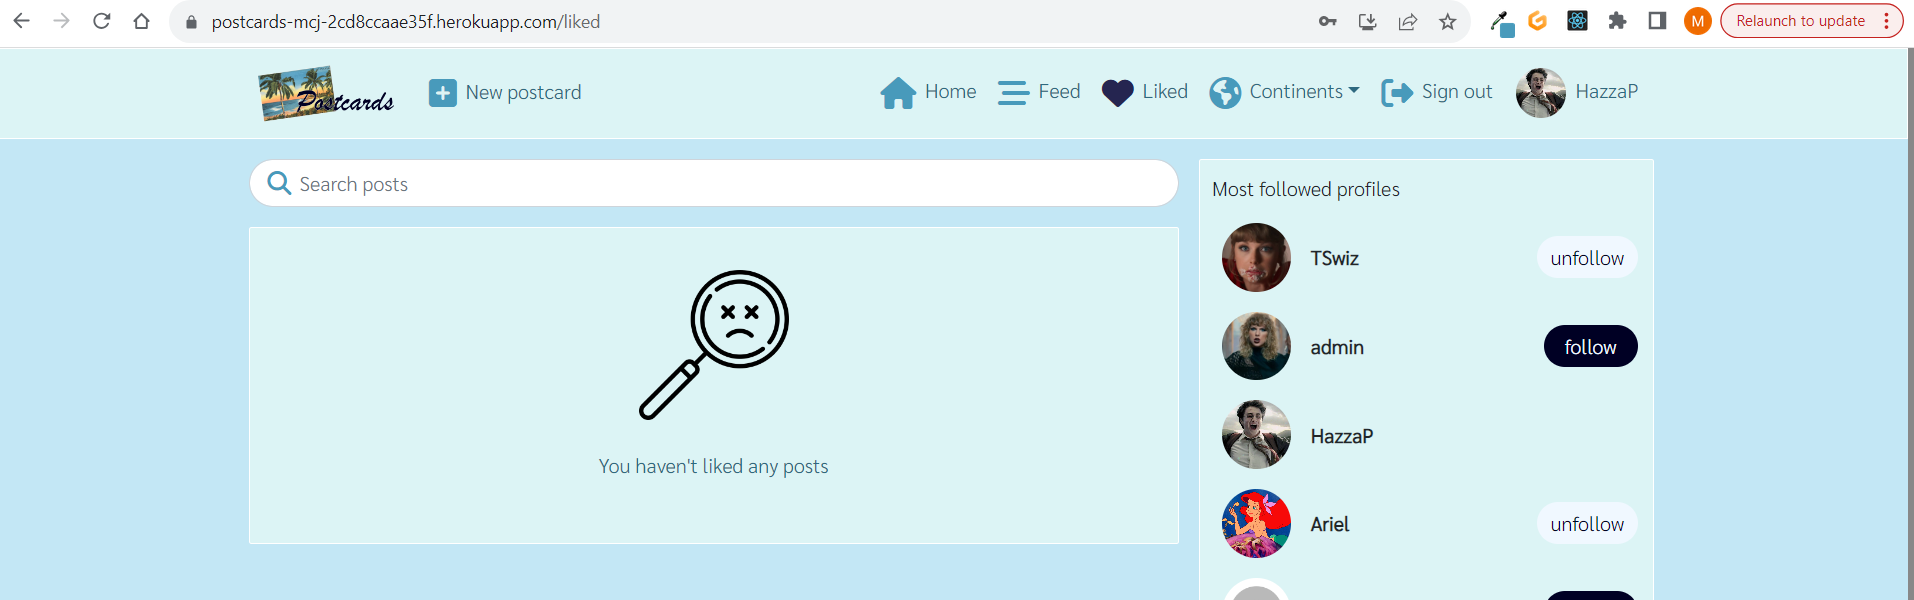 postcards-mcj-2cd8ccaae35f.herokuapp.com/liked
M
Relaunch to update
Postcards
New postcard
Home
Feed
Liked
Continents
Sign out
HazzaP
Search posts
You haven't liked any posts
Most followed profiles
TSwiz
unfollow
admin
follow
HazzaP
Ariel
unfollow